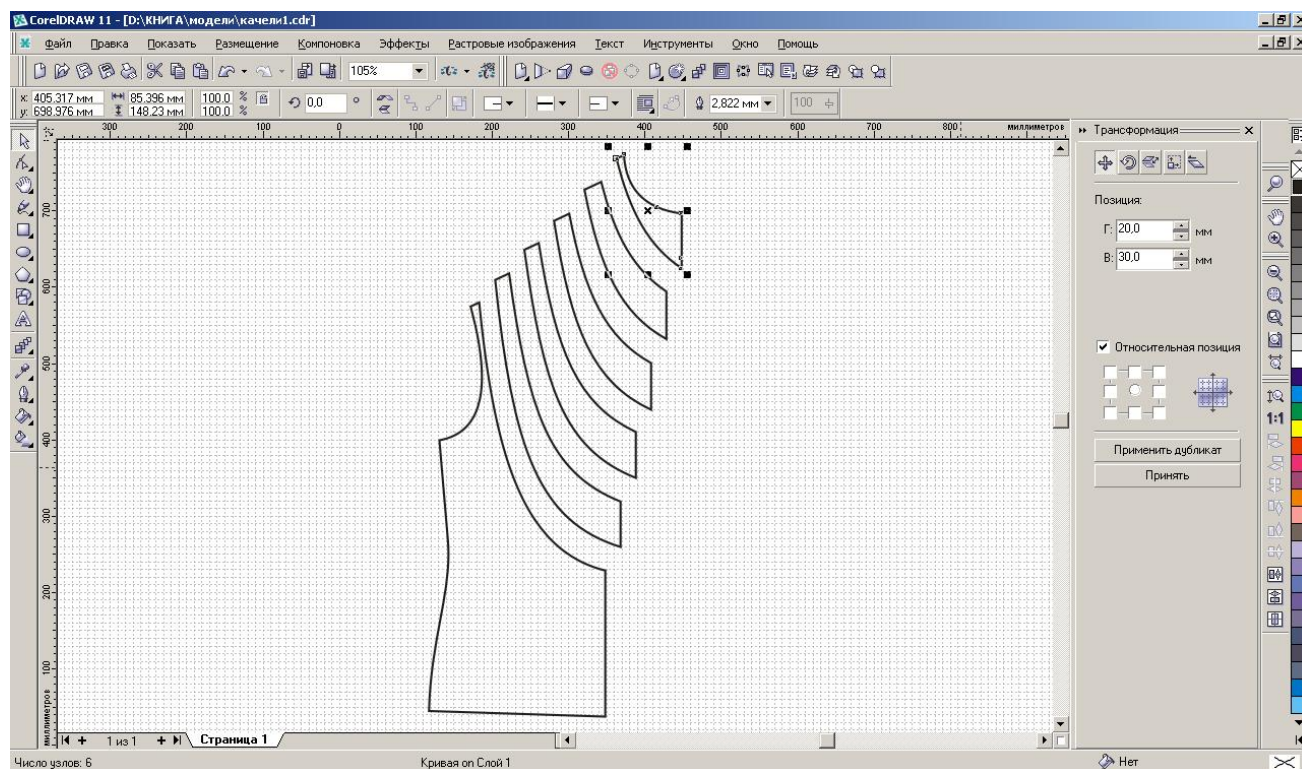 CorelDRAW 11 - [D:\КНИГА\модели\качели1.cdr]
Файл Правка Показать Размещение Компоновка Эффекты Растровые изображения Текст Инструменты Окно Помощь
105%
x: 405.317 мм 85.396 мм 100.0 % 0,0 ° 2,822 мм 100
y: 698.976 мм 148.23 мм 100.0 %
300 200 100 0 100 200 300 400 500 600 700 800 миллиметров
700
600
500
400
300
200
100
миллиметров
Трансформация
Позиция:
Г: 20,0 мм
В: 30,0 мм
Относительная позиция
Применить дубликат
Принять
1:1
1 из 1 Страница 1
Число узлов: 6 Кривая on Слой 1 Нет